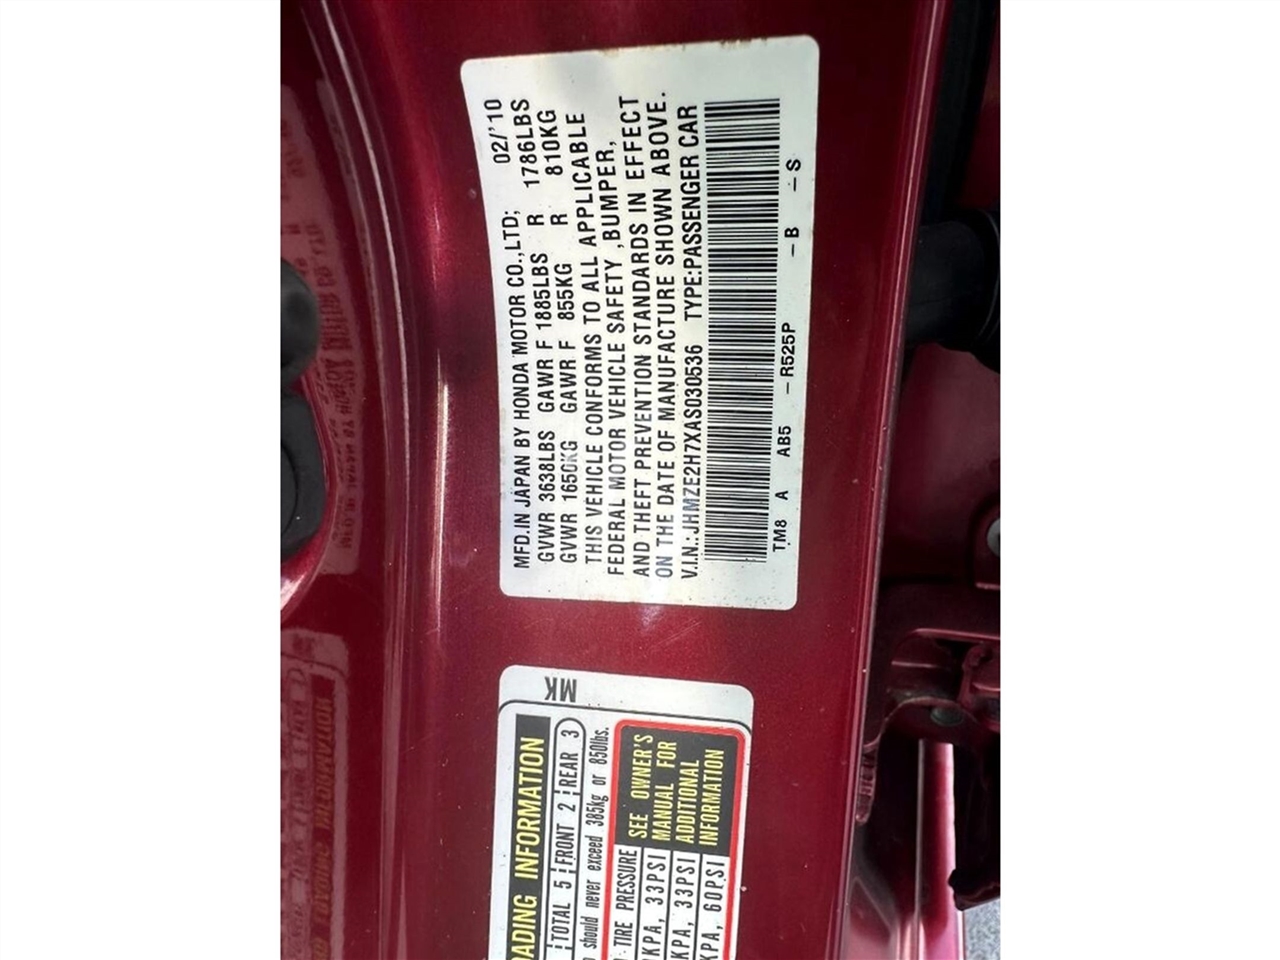 MFD.IN JAPAN BY HONDA MOTOR CO.,LTD; 02/'10
GVWR 3638LBS GAWR F 1885LBS R 1786LBS
GVWR 1650KG GAWR F 855KG R 810KG
THIS VEHICLE CONFORMS TO ALL APPLICABLE
FEDERAL MOTOR VEHICLE SAFETY ,BUMPER,
AND THEFT PREVENTION STANDARDS IN EFFECT
ON THE DATE OF MANUFACTURE SHOWN ABOVE.
V.I.N.: JHMZE2H7XAS030536 TYPE:PASSENGER CAR
TM8 A AB5 – R525P – B – S
MK
ADING INFORMATION
TOTAL 5 FRONT 2 REAR 3
should never exceed 385kg or 850lbs.
TIRE PRESSURE
KPA, 33PSI
KPA, 33PSI
KPA, 60PSI
SEE OWNER'S
MANUAL FOR
ADDITIONAL
INFORMATION